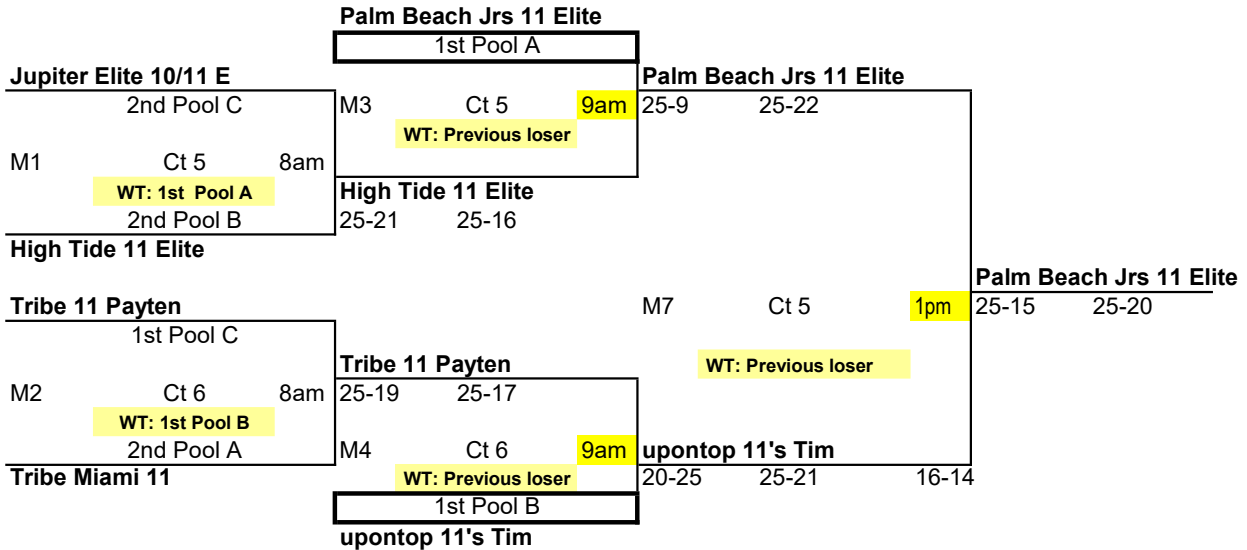 Palm Beach Jrs 11 Elite
1st Pool A
Jupiter Elite 10/11 E Palm Beach Jrs 11 Elite
2nd Pool C M3 Ct 5 9am 25-9 25-22
WT: Previous loser
M1 Ct 5 8am
WT: 1st Pool A High Tide 11 Elite
2nd Pool B 25-21 25-16
High Tide 11 Elite
Palm Beach Jrs 11 Elite
Tribe 11 Payten M7 Ct 5 1pm 25-15 25-20
1st Pool C
Tribe 11 Payten WT: Previous loser
M2 Ct 6 8am 25-19 25-17
WT: 1st Pool B
2nd Pool A M4 Ct 6 9am upontop 11's Tim
Tribe Miami 11 WT: Previous loser 20-25 25-21 16-14
1st Pool B
upontop 11's Tim